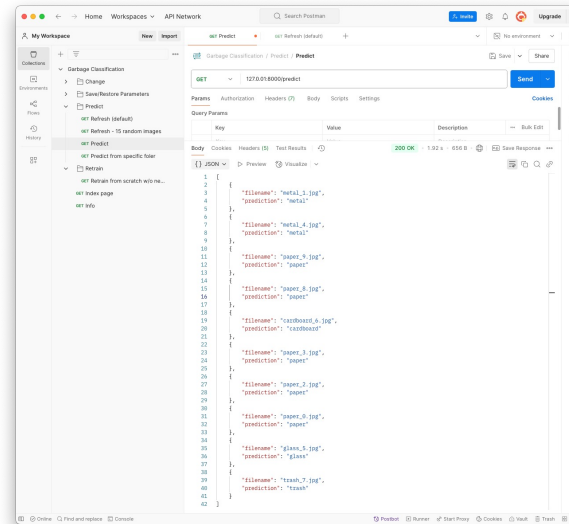 Home Workspaces API Network
Search Postman
Invite
Upgrade
My Workspace
New Import
GET Predict
GET Refresh (default)
No environment
Collections
Environments
Flows
History
Garbage Classification
Change
Save/Restore Parameters
Predict
GET Refresh (default)
GET Refresh - 15 random images
GET Predict
GET Predict from specific foler
Retrain
GET Retrain from scratch w/o ne...
GET Index page
GET Info
Garbage Classification / Predict / Predict
Save
Share
GET
127.0.01:8000/predict
Send
Params Authorization Headers (7) Body Scripts Settings
Cookies
Query Params
Key Value Description Bulk Edit
Body Cookies Headers (5) Test Results
200 OK 1.92 s 656 B Save Response
{} JSON Preview Visualize
1 [
2 {
3 "filename": "metal_1.jpg",
4 "prediction": "metal"
5 },
6 {
7 "filename": "metal_4.jpg",
8 "prediction": "metal"
9 },
10 {
11 "filename": "paper_9.jpg",
12 "prediction": "paper"
13 },
14 {
15 "filename": "paper_8.jpg",
16 "prediction": "paper"
17 },
18 {
19 "filename": "cardboard_6.jpg",
20 "prediction": "cardboard"
21 },
22 {
23 "filename": "paper_3.jpg",
24 "prediction": "paper"
25 },
26 {
27 "filename": "paper_2.jpg",
28 "prediction": "paper"
29 },
30 {
31 "filename": "paper_0.jpg",
32 "prediction": "paper"
33 },
34 {
35 "filename": "glass_5.jpg",
36 "prediction": "glass"
37 },
38 {
39 "filename": "trash_7.jpg",
40 "prediction": "trash"
41 }
42 ]
Online Find and replace Console
Postbot Runner Start Proxy Cookies Vault Trash